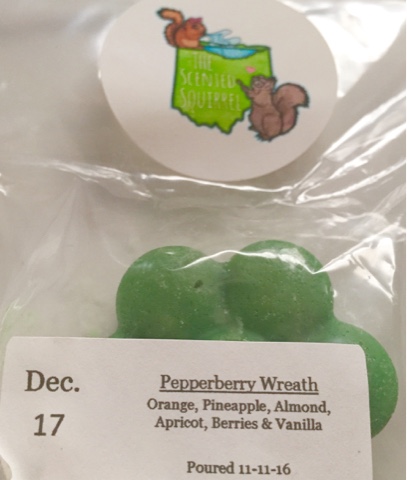 THE
SCENTED
SQUIRREL
Dec.
17
Pepperberry Wreath
Orange, Pineapple, Almond,
Apricot, Berries & Vanilla
Poured 11-11-16